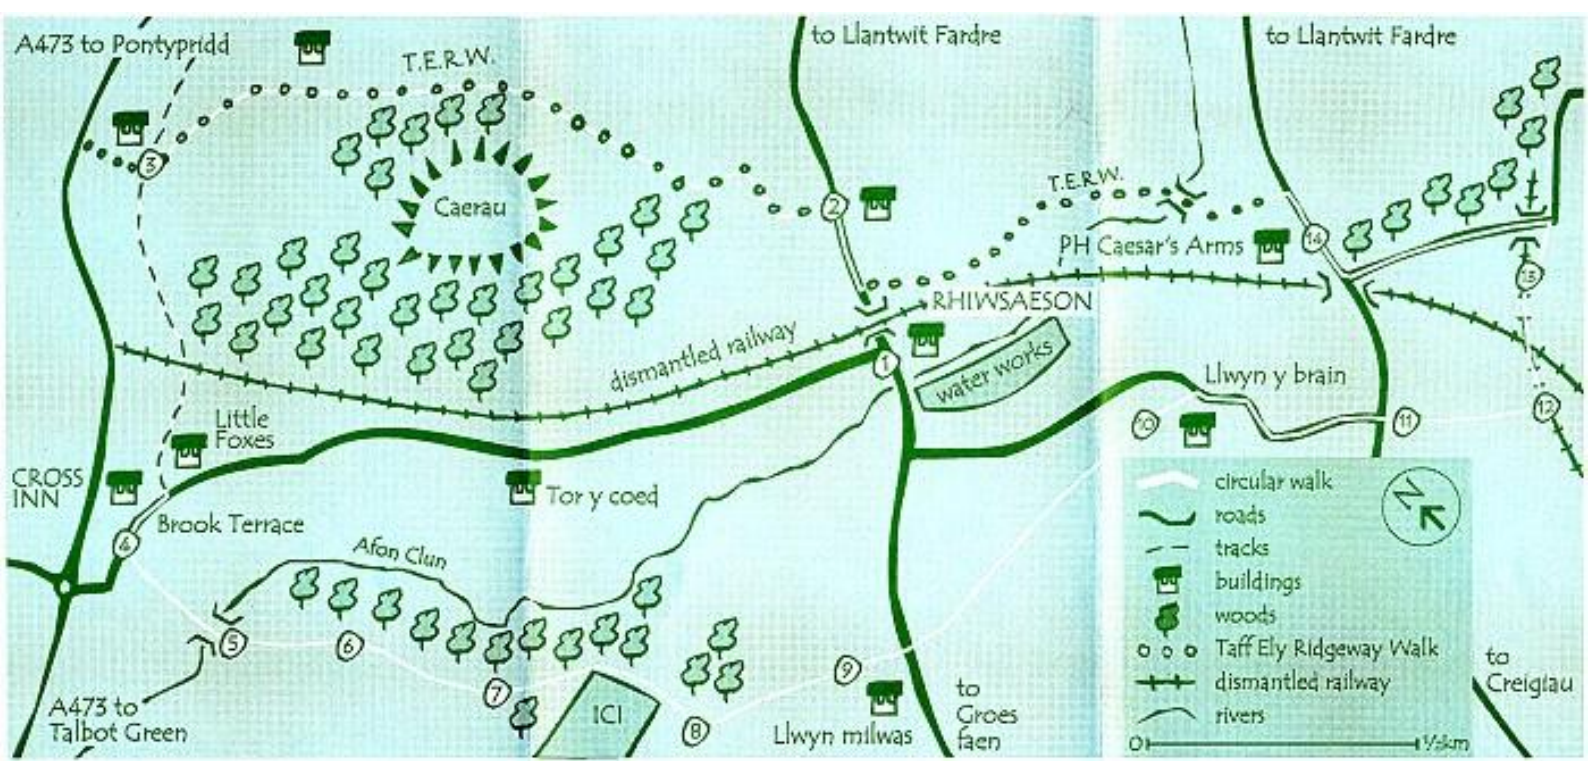 A473 to Pontypridd
T.E.R.W.
to Llantwit Fardre
to Llantwit Fardre
3
Caerau
2
T.E.R.W.
PH Caesar's Arms
14
13
RHIWSAESON
dismantled railway
1
water works
Llwyn y brain
10
11
12
Little
Foxes
CROSS
INN
Tor y coed
Brook Terrace
4
Afon Clun
5
6
7
8
9
ICI
A473 to
Talbot Green
Llwyn milwas
to
Groes
faen
to
Creigiau
circular walk
roads
tracks
buildings
woods
Taff Ely Ridgeway Walk
dismantled railway
rivers
N
0
½km